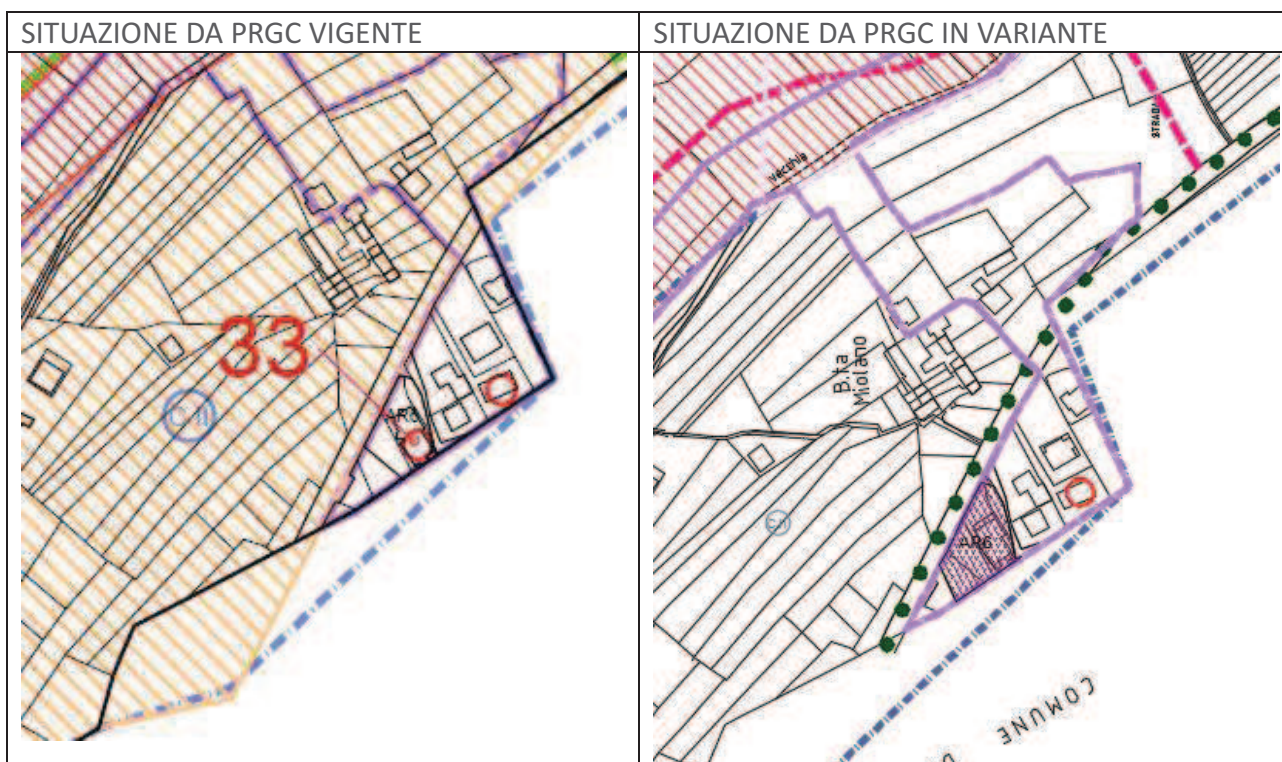 SITUAZIONE DA PRGC VIGENTE
SITUAZIONE DA PRGC IN VARIANTE
33
vecchia
STRADA
B.ta
Miolano
AR6
COMUNE